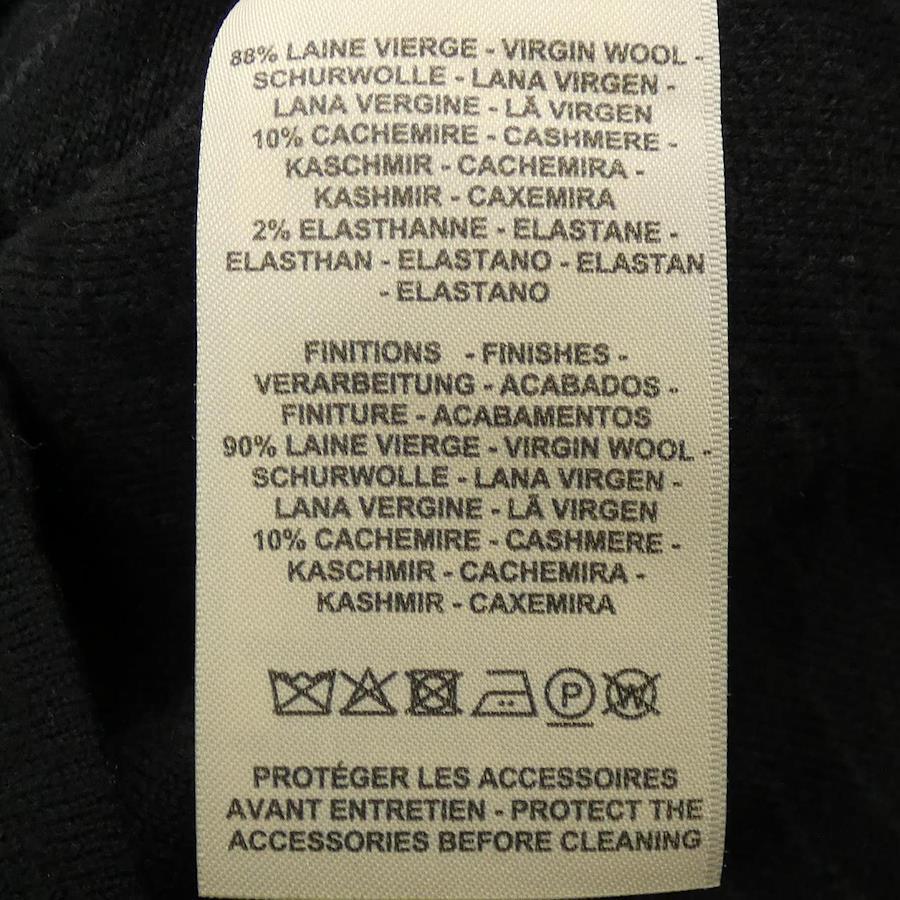 88% LAINE VIERGE - VIRGIN WOOL -
SCHURWOLLE - LANA VIRGEN -
LANA VERGINE - LÃ VIRGEN
10% CACHEMIRE - CASHMERE -
KASCHMIR - CACHEMIRA -
KASHMIR - CAXEMIRA
2% ELASTHANNE - ELASTANE -
ELASTHAN - ELASTANO - ELASTAN
- ELASTANO
FINITIONS - FINISHES -
VERARBEITUNG - ACABADOS -
FINITURE - ACABAMENTOS
90% LAINE VIERGE - VIRGIN WOOL -
SCHURWOLLE - LANA VIRGEN -
LANA VERGINE - LÃ VIRGEN
10% CACHEMIRE - CASHMERE -
KASCHMIR - CACHEMIRA -
KASHMIR - CAXEMIRA
P W
PROTÉGER LES ACCESSOIRES
AVANT ENTRETIEN - PROTECT THE
ACCESSORIES BEFORE CLEANING